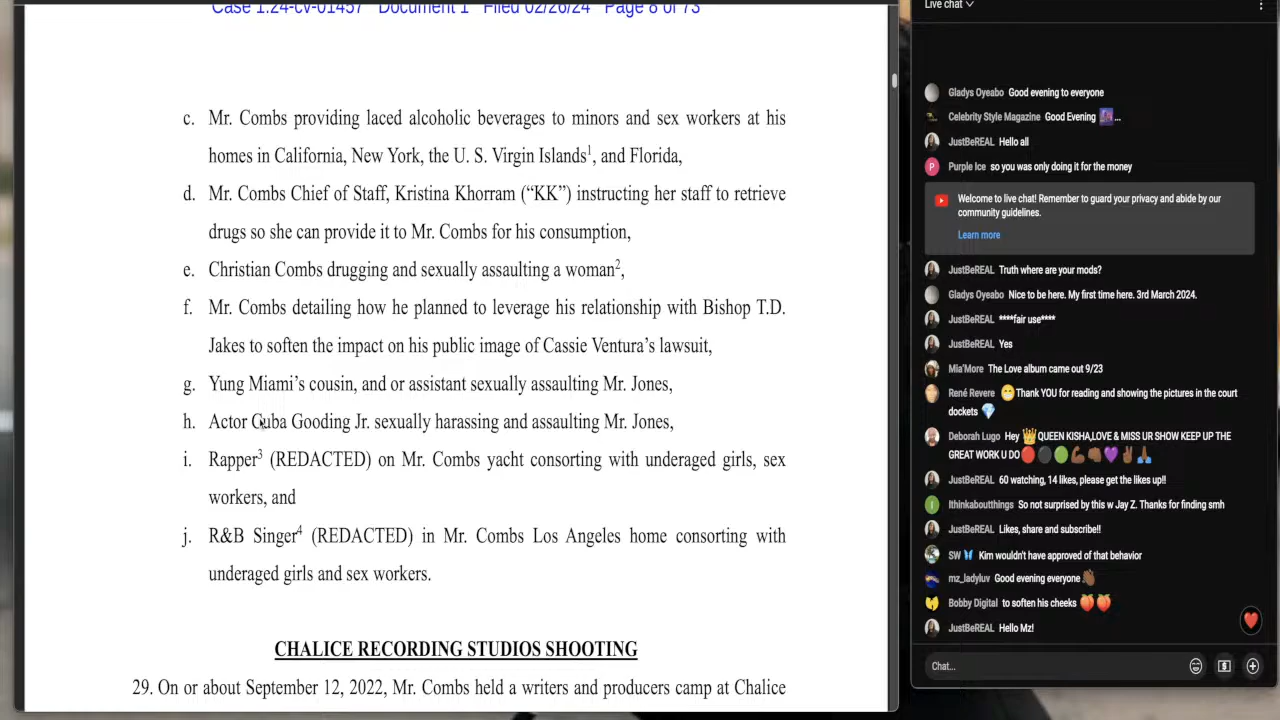 Case 1:24-cv-01457 Document 1 Filed 02/26/24 Page 8 of 73
c. Mr. Combs providing laced alcoholic beverages to minors and sex workers at his
homes in California, New York, the U. S. Virgin Islands1, and Florida,
d. Mr. Combs Chief of Staff, Kristina Khorram (“KK”) instructing her staff to retrieve
drugs so she can provide it to Mr. Combs for his consumption,
e. Christian Combs drugging and sexually assaulting a woman2,
f. Mr. Combs detailing how he planned to leverage his relationship with Bishop T.D.
Jakes to soften the impact on his public image of Cassie Ventura’s lawsuit,
g. Yung Miami’s cousin, and or assistant sexually assaulting Mr. Jones,
h. Actor Cuba Gooding Jr. sexually harassing and assaulting Mr. Jones,
i. Rapper3 (REDACTED) on Mr. Combs yacht consorting with underaged girls, sex
workers, and
j. R&B Singer4 (REDACTED) in Mr. Combs Los Angeles home consorting with
underaged girls and sex workers.
CHALICE RECORDING STUDIOS SHOOTING
29. On or about September 12, 2022, Mr. Combs held a writers and producers camp at Chalice
Live chat
Gladys Oyeabo Good evening to everyone
Celebrity Style Magazine Good Evening ...
JustBeREAL Hello all
P Purple Ice so you was only doing it for the money
Welcome to live chat! Remember to guard your privacy and abide by our
community guidelines.
Learn more
JustBeREAL Truth where are your mods?
Gladys Oyeabo Nice to be here. My first time here. 3rd March 2024.
JustBeREAL ****fair use****
JustBeREAL Yes
Mia'More The Love album came out 9/23
René Revere 😁Thank YOU for reading and showing the pictures in the court
dockets 💎
Deborah Lugo Hey 👑QUEEN KISHA,LOVE & MISS UR SHOW KEEP UP THE
GREAT WORK U DO🔴⚫🟢💪🏾👊🏾💜✌🏾🙏🏾
JustBeREAL 60 watching, 14 likes, please get the likes up!!
I Ithinkaboutthings So not surprised by this w Jay Z. Thanks for finding smh
JustBeREAL Likes, share and subscribe!!
SW 🦋 Kim wouldn't have approved of that behavior
mz_ladyluv Good evening everyone👋🏾
Bobby Digital to soften his cheeks 🍑🍑
JustBeREAL Hello Mz!
Chat...